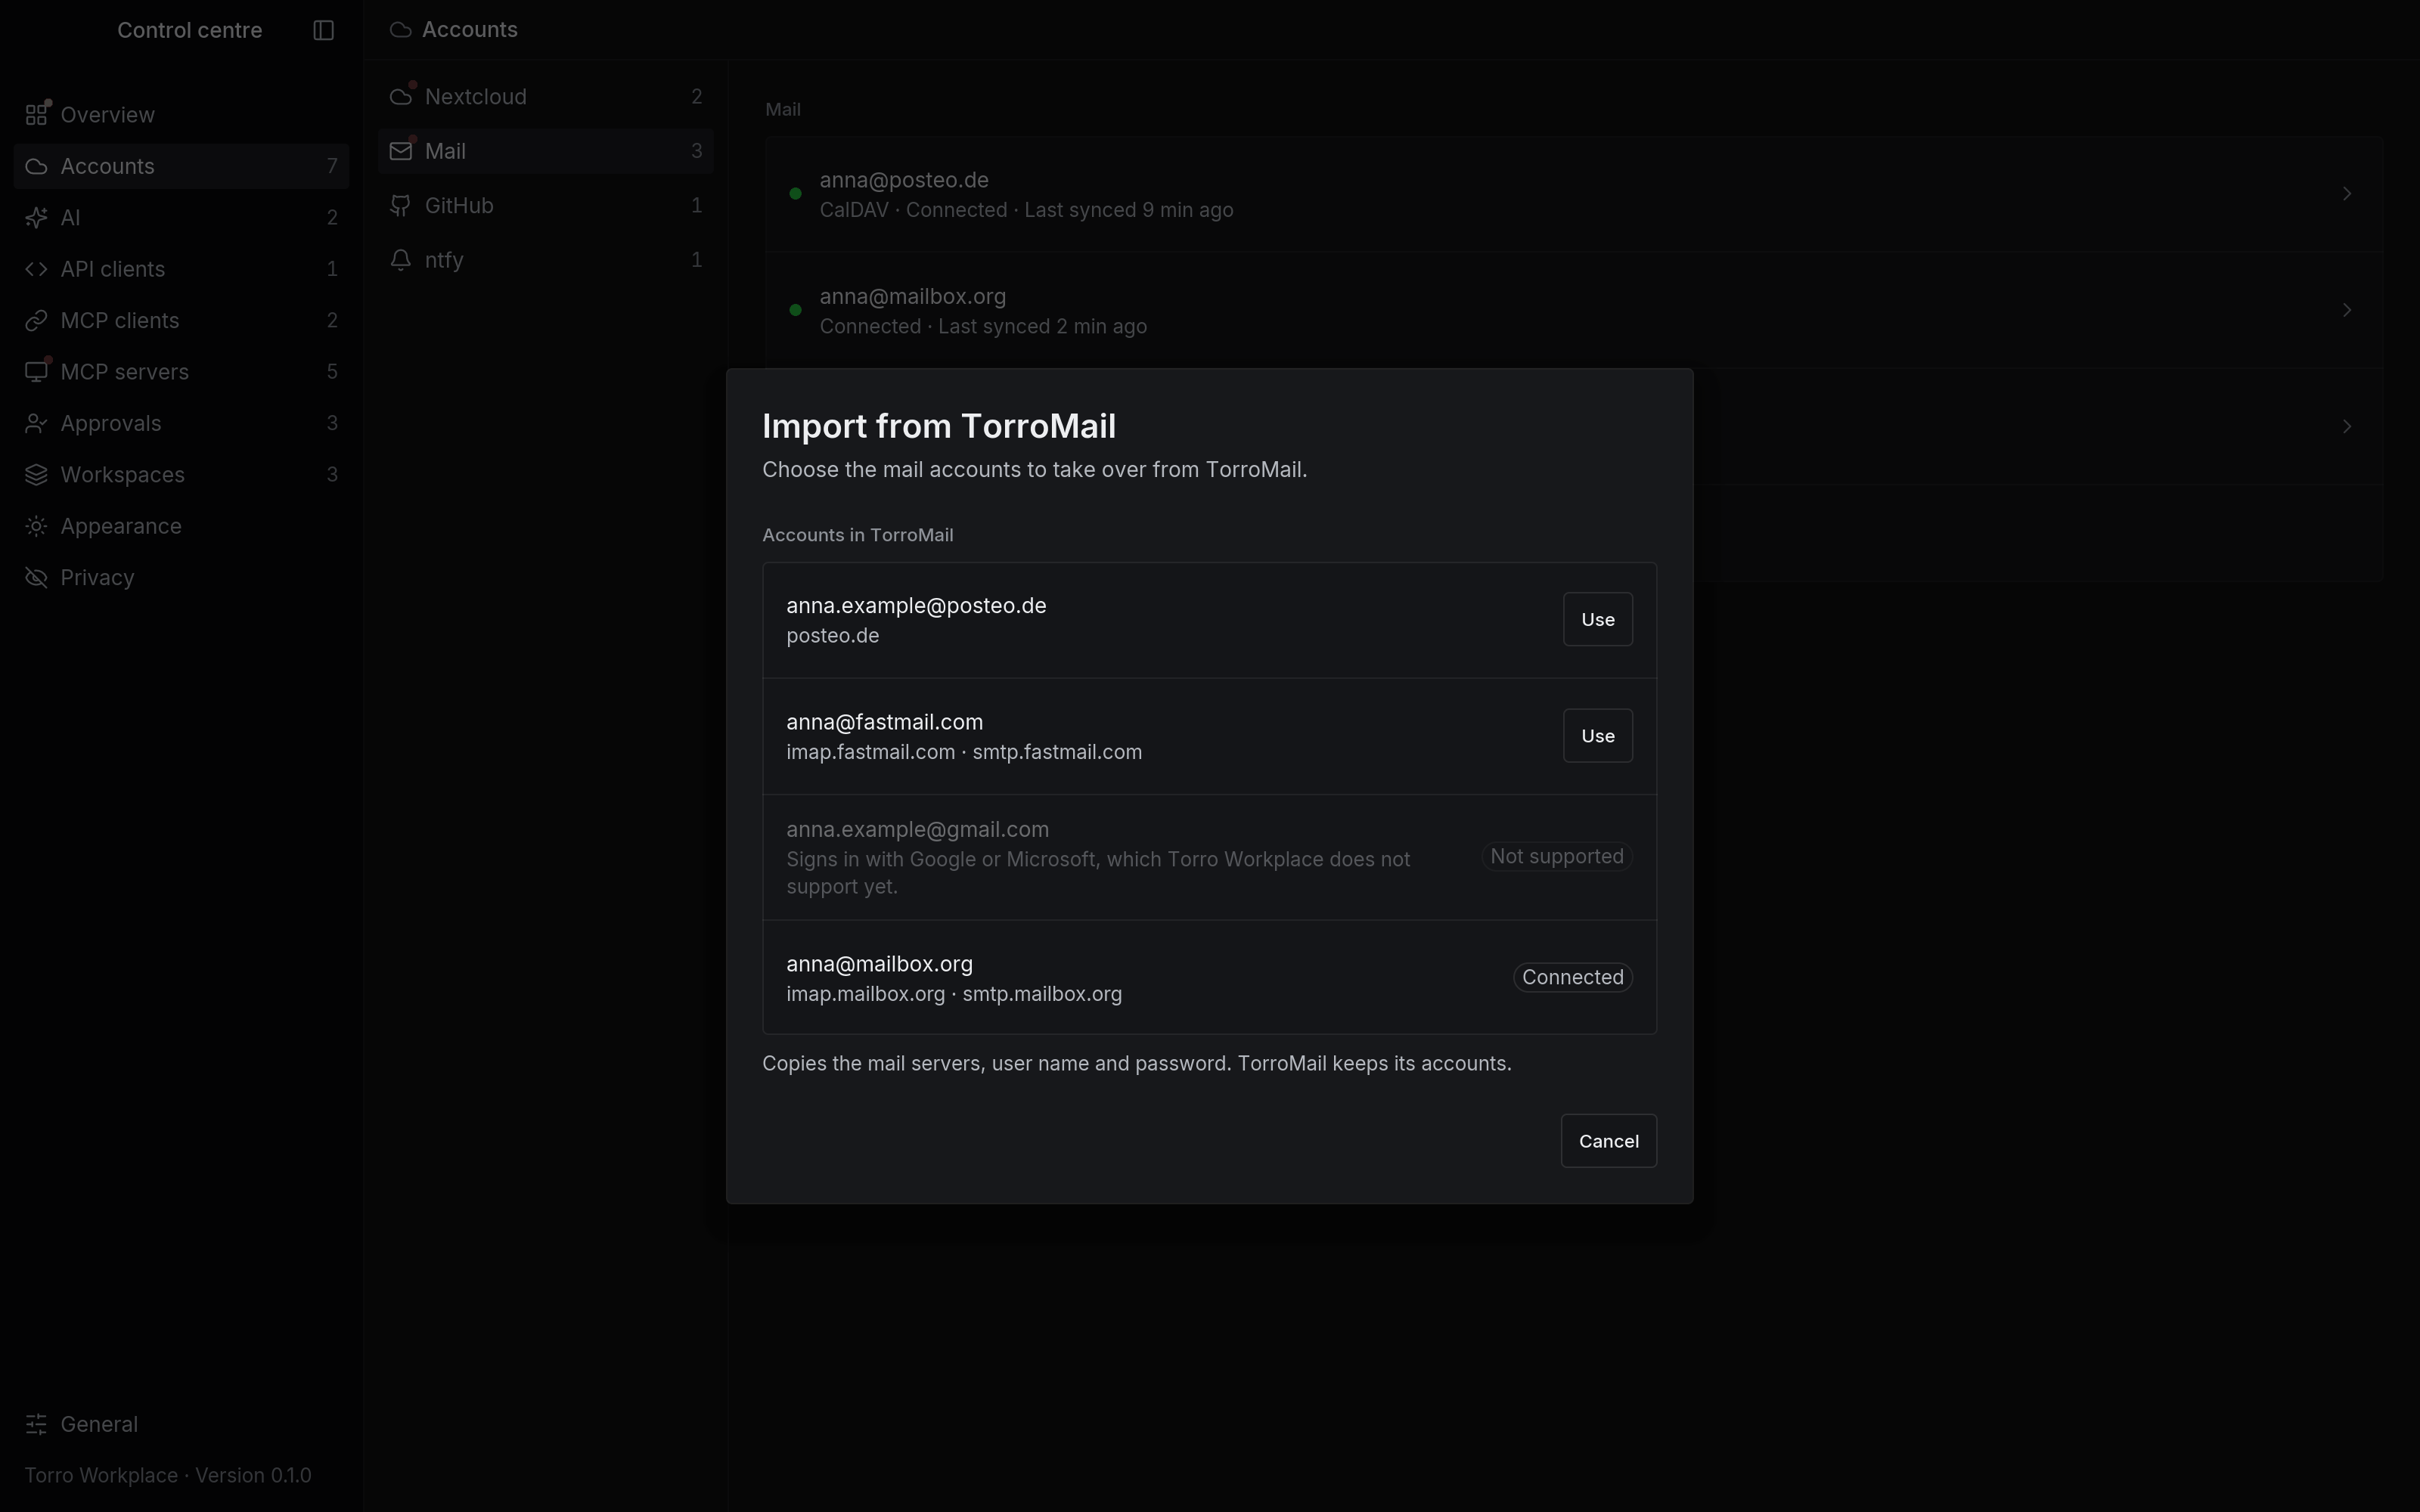 Control centre
Accounts
Overview
Accounts 7
AI 2
API clients 1
MCP clients 2
MCP servers 5
Approvals 3
Workspaces 3
Appearance
Privacy
General
Torro Workplace · Version 0.1.0
Nextcloud 2
Mail 3
GitHub 1
ntfy 1
Mail
anna@posteo.de
CalDAV · Connected · Last synced 9 min ago
anna@mailbox.org
Connected · Last synced 2 min ago
Import from TorroMail
Choose the mail accounts to take over from TorroMail.
Accounts in TorroMail
anna.example@posteo.de
posteo.de
Use
anna@fastmail.com
imap.fastmail.com · smtp.fastmail.com
Use
anna.example@gmail.com
Signs in with Google or Microsoft, which Torro Workplace does not
support yet.
Not supported
anna@mailbox.org
imap.mailbox.org · smtp.mailbox.org
Connected
Copies the mail servers, user name and password. TorroMail keeps its accounts.
Cancel